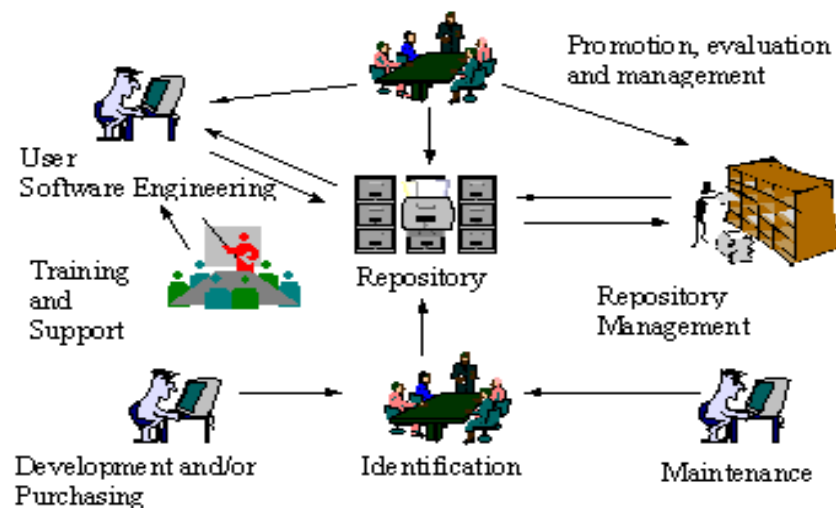 Promotion, evaluation
and management
User
Software Engineering
Training
and
Support
Repository
Repository
Management
Development and/or
Purchasing
Identification
Maintenance